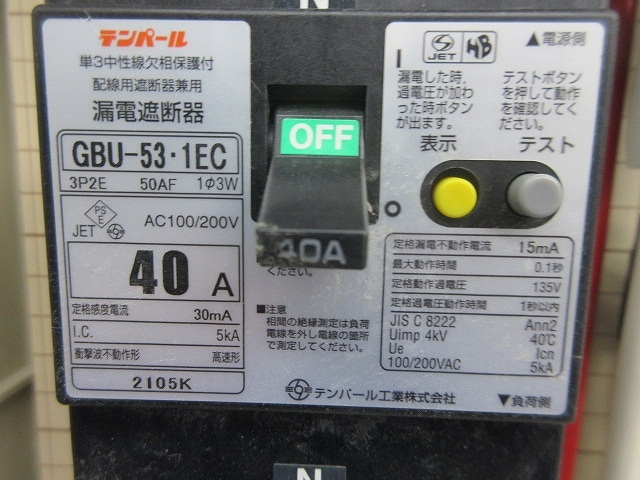 N
テンパール
単3中性線欠相保護付
配線用遮断器兼用
漏電遮断器
GBU-53・1EC
3P2E 50AF 1φ3W
PS
E
JET
AC100/200V
40 A
定格感度電流 30mA
I.C. 5kA
衝撃波不動作形 高速形
2105K
OFF
40A
ください。
■注意
相間の絶縁測定は負荷
電線を外し電線の箇所
で測定してください。
テンパール工業株式会社
JET
HB
▲電源側
漏電した時,
過電圧が加わ
った時ボタン
が出ます。
テストボタン
を押して動作
を確認してく
ださい。
表示
テスト
定格漏電不動作電流 15mA
最大動作時間 0.1秒
定格動作過電圧 135V
定格過電圧動作時間 1秒以内
JIS C 8222 Ann2
Uimp 4kV 40℃
Ue Icn
100/200VAC 5kA
▼負荷側
N